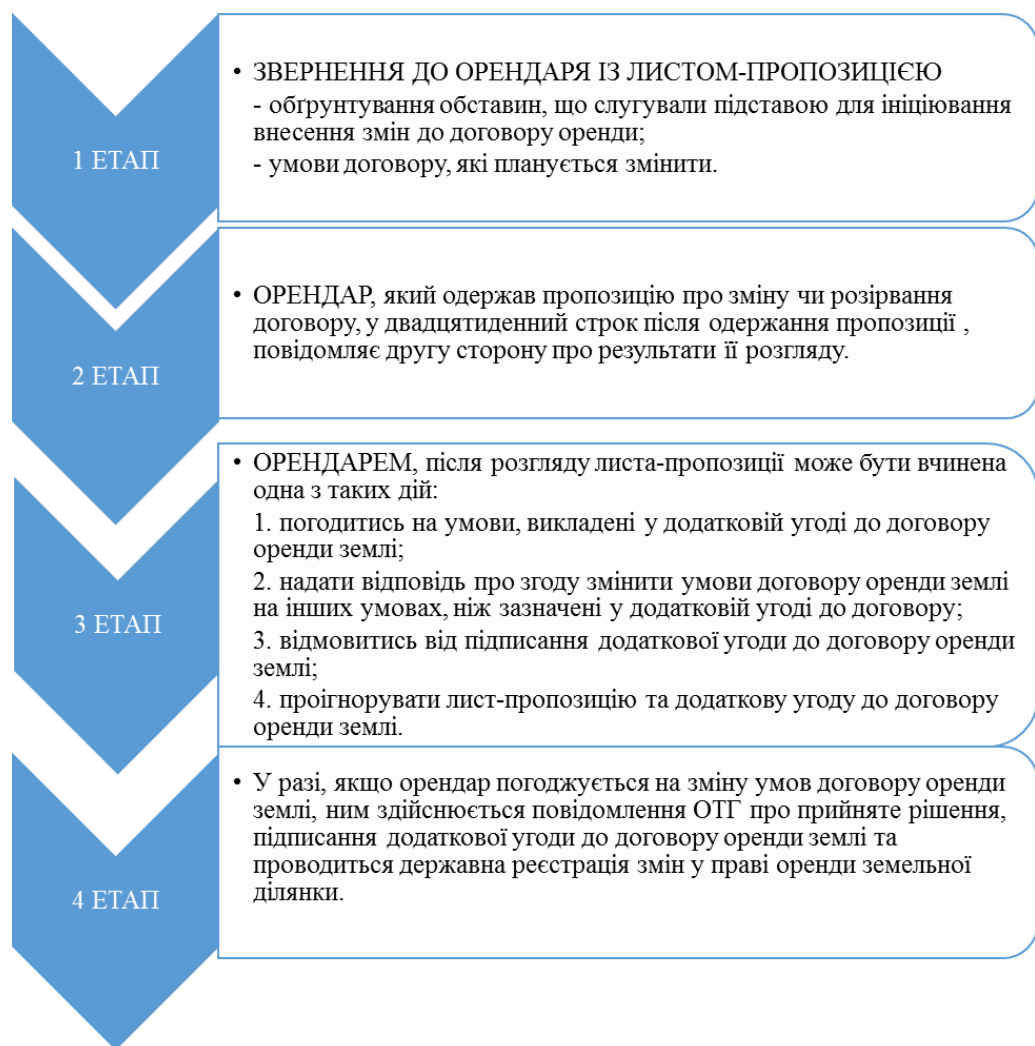 1 ЕТАП
• ЗВЕРНЕННЯ ДО ОРЕНДАРЯ ІЗ ЛИСТОМ-ПРОПОЗИЦІЄЮ
- обґрунтування обставин, що слугували підставою для ініціювання
внесення змін до договору оренди;
- умови договору, які планується змінити.
2 ЕТАП
• ОРЕНДАР, який одержав пропозицію про зміну чи розірвання
договору, у двадцятиденний строк після одержання пропозиції ,
повідомляє другу сторону про результати її розгляду.
3 ЕТАП
• ОРЕНДАРЕМ, після розгляду листа-пропозиції може бути вчинена
одна з таких дій:
1. погодитись на умови, викладені у додатковій угоді до договору
оренди землі;
2. надати відповідь про згоду змінити умови договору оренди землі
на інших умовах, ніж зазначені у додатковій угоді до договору;
3. відмовитись від підписання додаткової угоди до договору оренди
землі;
4. проігнорувати лист-пропозицію та додаткову угоду до договору
оренди землі.
4 ЕТАП
• У разі, якщо орендар погоджується на зміну умов договору оренди
землі, ним здійснюється повідомлення ОТГ про прийняте рішення,
підписання додаткової угоди до договору оренди землі та
проводиться державна реєстрація змін у праві оренди земельної
ділянки.